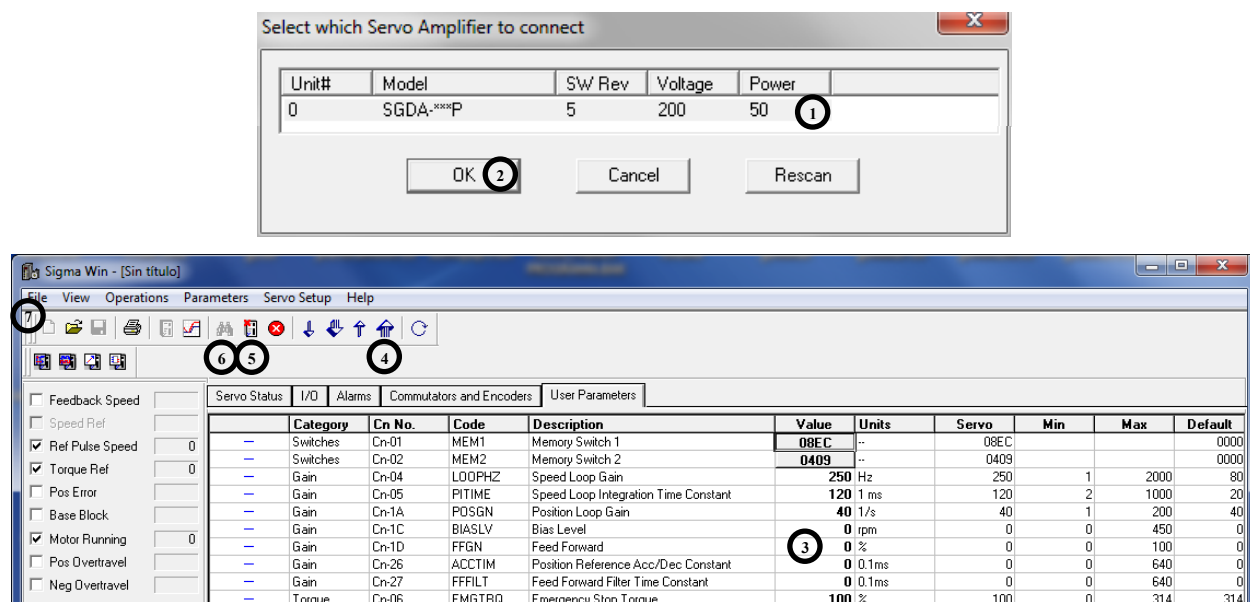 Select which Servo Amplifier to connect
Unit# Model SW Rev Voltage Power
0 SGDA-***P 5 200 50 1
OK 2 Cancel Rescan
Sigma Win - [Sin título]
File View Operations Parameters Servo Setup Help
7
6 5 4
Servo Status I/O Alarms Commutators and Encoders User Parameters
Feedback Speed
Speed Ref
Ref Pulse Speed 0
Torque Ref 0
Pos Error
Base Block
Motor Running 0
Pos Overtravel
Neg Overtravel
Category Cn No. Code Description Value Units Servo Min Max Default
— Switches Cn-01 MEM1 Memory Switch 1 08EC -- 08EC 0000
— Switches Cn-02 MEM2 Memory Switch 2 0409 -- 0409 0000
— Gain Cn-04 LOOPHZ Speed Loop Gain 250 Hz 250 1 2000 80
— Gain Cn-05 PITIME Speed Loop Integration Time Constant 120 1 ms 120 2 1000 20
— Gain Cn-1A POSGN Position Loop Gain 40 1/s 40 1 200 40
— Gain Cn-1C BIASLV Bias Level 0 rpm 0 0 450 0
— Gain Cn-1D FFGN Feed Forward 3 0 % 0 0 100 0
— Gain Cn-26 ACCTIM Position Reference Acc/Dec Constant 0 0.1ms 0 0 640 0
— Gain Cn-27 FFFILT Feed Forward Filter Time Constant 0 0.1ms 0 0 640 0
— Torque Cn-06 EMGTRQ Emergency Stop Torque 100 % 100 0 314 314